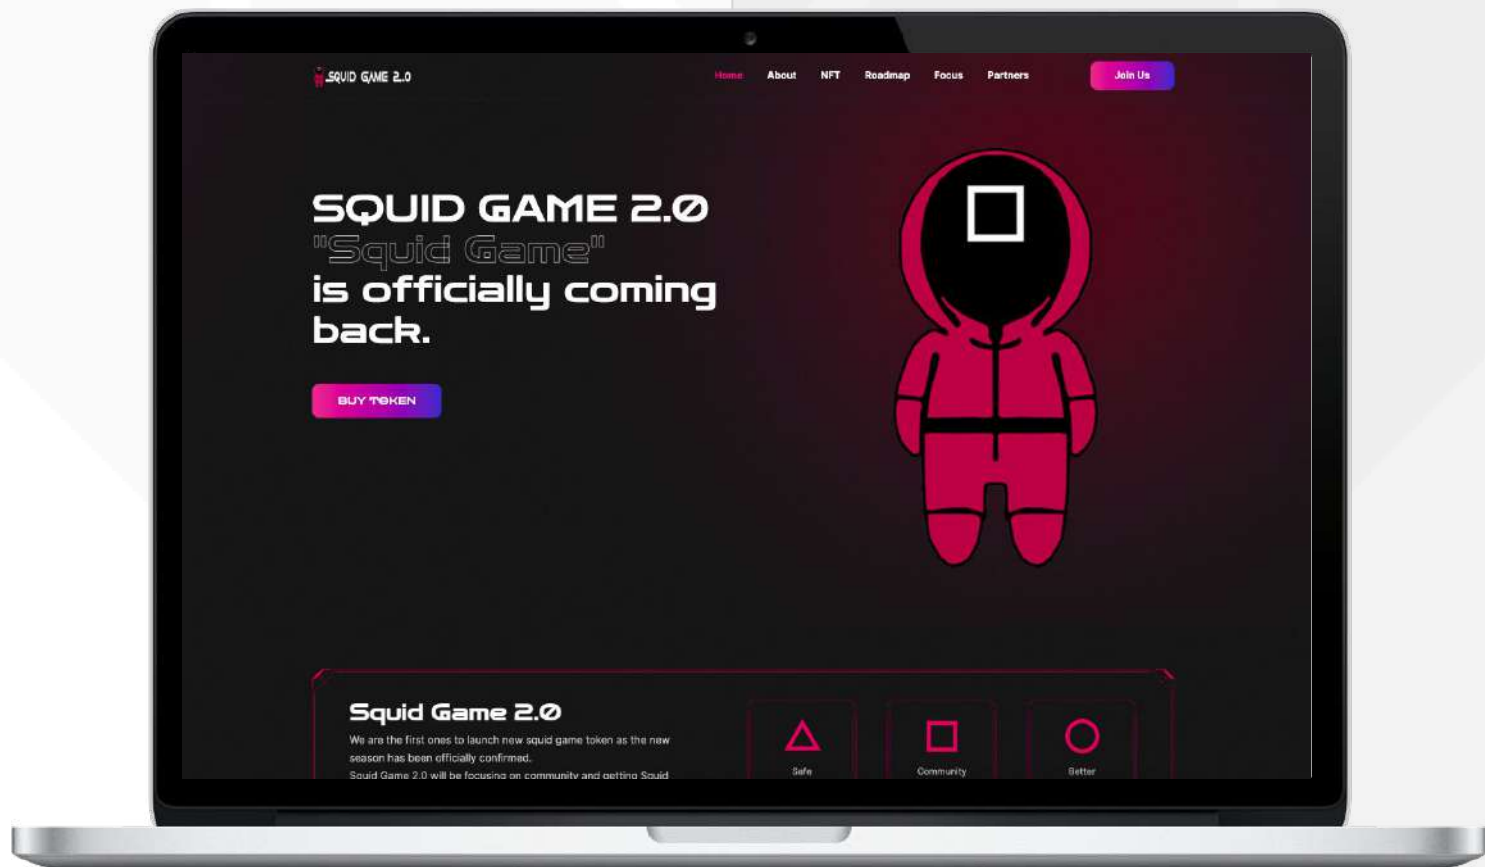 SQUID GAME 2.0
Home About NFT Roadmap Focus Partners
Join Us
SQUID GAME 2.0
"Squid Game"
is officially coming
back.
BUY TOKEN
Squid Game 2.0
We are the first ones to launch new squid game token as the new
season has been officially confirmed.
Squid Game 2.0 will be focusing on community and getting Squid
Safe
Community
Better